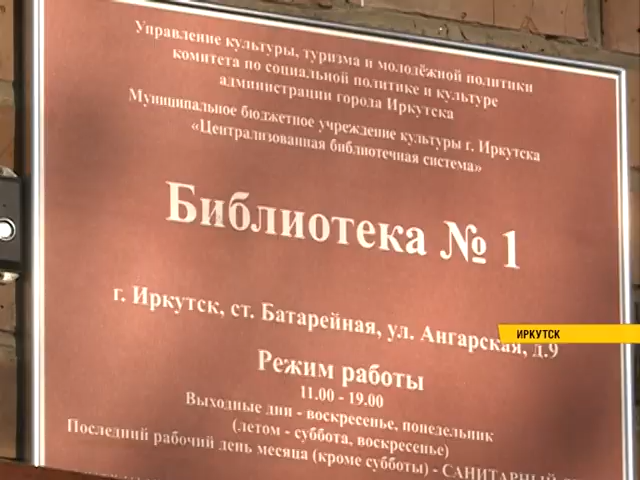 Управление культуры, туризма и молодёжной политики
комитета по социальной политике и культуре
администрации города Иркутска
Муниципальное бюджетное учреждение культуры г. Иркутска
«Централизованная библиотечная система»
Библиотека № 1
г. Иркутск, ст. Батарейная, ул. Ангарская, д.9
ИРКУТСК
Режим работы
11.00 - 19.00
Выходные дни - воскресенье, понедельник
(летом - суббота, воскресенье)
Последний рабочий день месяца (кроме субботы) - САНИТАРНЫЙ